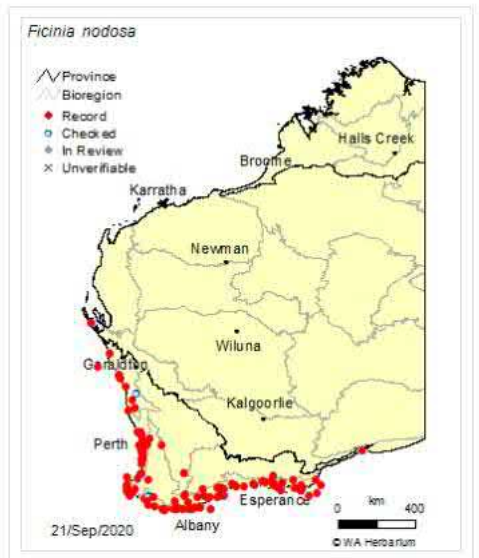 Ficinia nodosa
Province
Bioregion
Record
Checked
In Review
Unverifiable
Halls Creek
Broome
Karratha
Newman
Wiluna
Geraldton
Kalgoorlie
Perth
Esperance
Albany
km
0 400
21/Sep/2020
© WA Herbarium